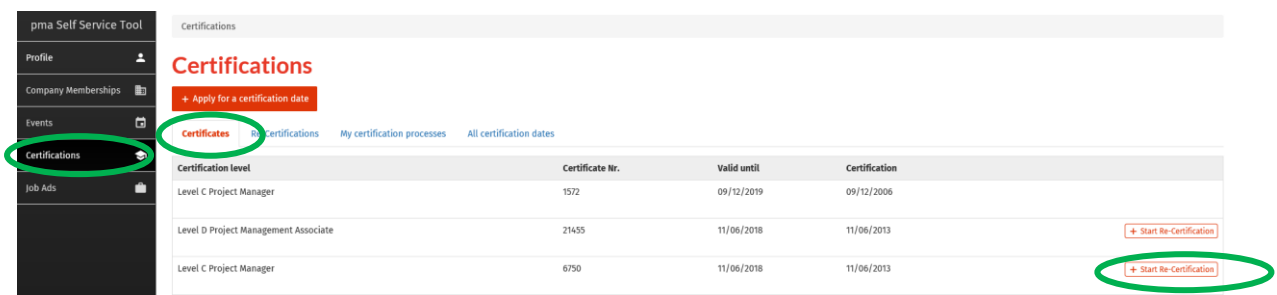 pma Self Service Tool
Profile
Company Memberships
Events
Certifications
Job Ads
Certifications
Certifications
+ Apply for a certification date
Certificates Re-Certifications My certification processes All certification dates
Certification level Certificate Nr. Valid until Certification
Level C Project Manager 1572 09/12/2019 09/12/2006
Level D Project Management Associate 21455 11/06/2018 11/06/2013 + Start Re-Certification
Level C Project Manager 6750 11/06/2018 11/06/2013 + Start Re-Certification